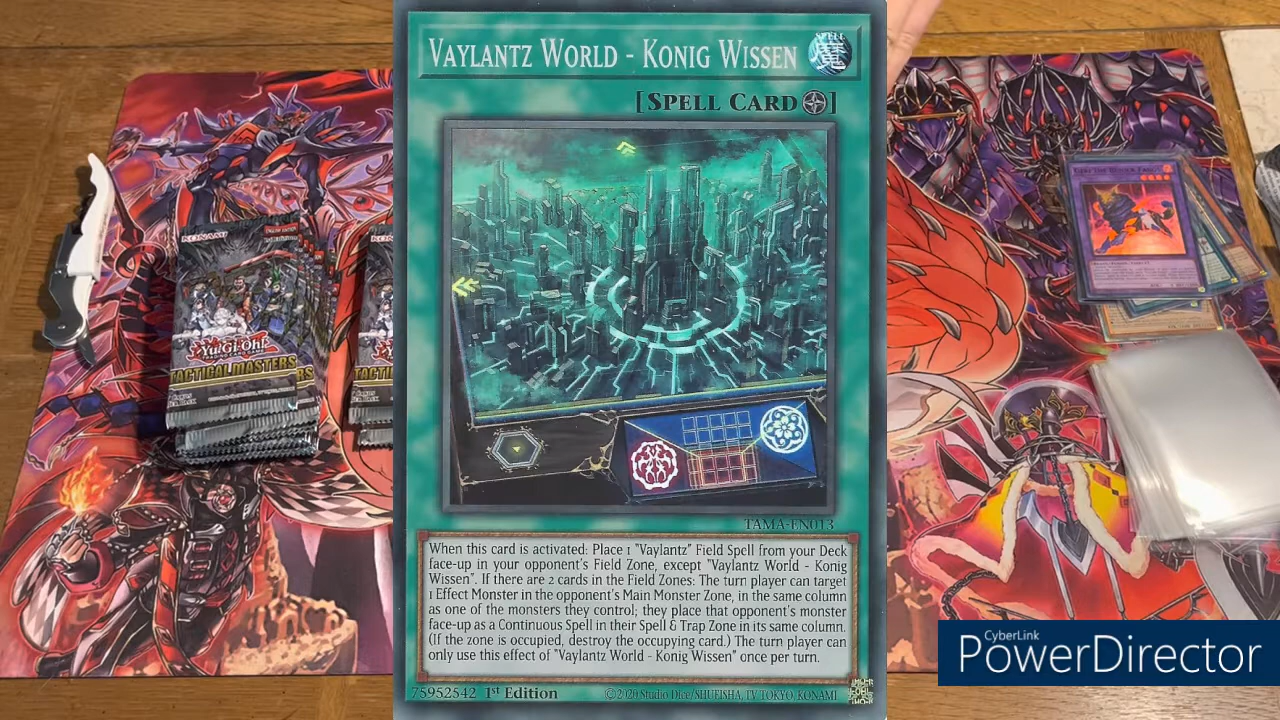 VAYLANTZ WORLD - KONIG WISSEN
SPELL
魔
[SPELL CARD]
TAMA-EN013
When this card is activated: Place 1 "Vaylantz" Field Spell from your Deck
face-up in your opponent's Field Zone, except "Vaylantz World - Konig
Wissen". If there are 2 cards in the Field Zones: The turn player can target
1 Effect Monster in the opponent's Main Monster Zone, in the same column
as one of the monsters they control; they place that opponent's monster
face-up as a Continuous Spell in their Spell & Trap Zone in its same column.
(If the zone is occupied, destroy the occupying card.) The turn player can
only use this effect of "Vaylantz World - Konig Wissen" once per turn.
75952542 1st Edition
©2020 Studio Dice/SHUEISHA, TV TOKYO, KONAMI
KONAMI
Yu-Gi-Oh!
TACTICAL MASTERS
CyberLink
PowerDirector